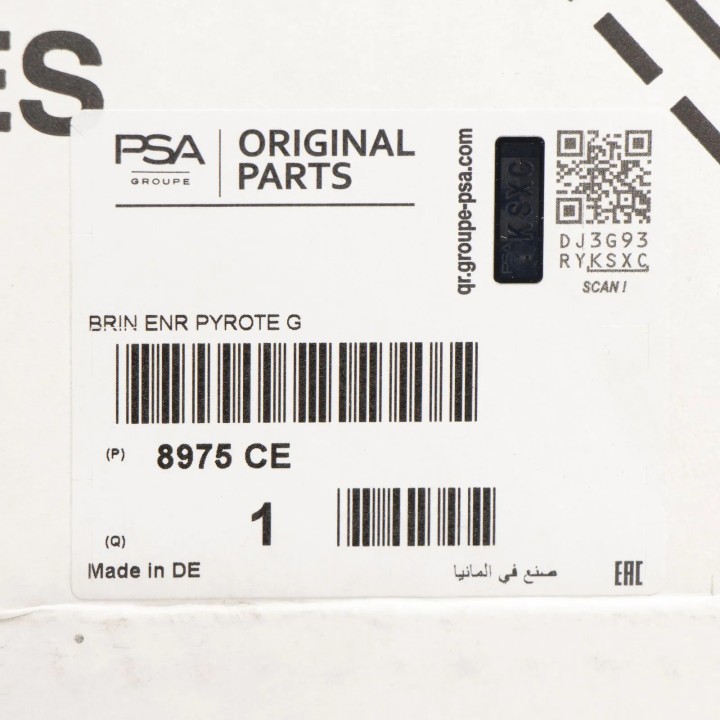 ES
PSA
GROUPE
ORIGINAL
PARTS
qr.groupe-psa.com
PSA
KSXC
DJ3G93
RYKSXC
SCAN !
BRIN ENR PYROTE G
(P) 8975 CE
(Q) 1
Made in DE
صنع في المانيا
EAC